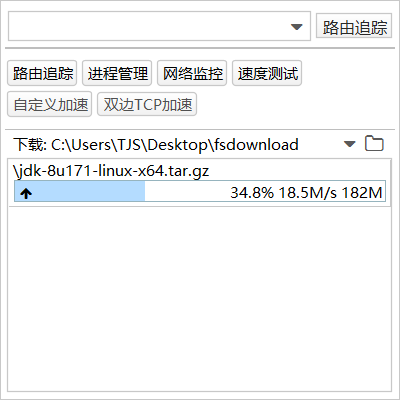 路由追踪
路由追踪 进程管理 网络监控 速度测试
自定义加速 双边TCP加速
下载: C:\Users\TJS\Desktop\fsdownload
\jdk-8u171-linux-x64.tar.gz
34.8% 18.5M/s 182M